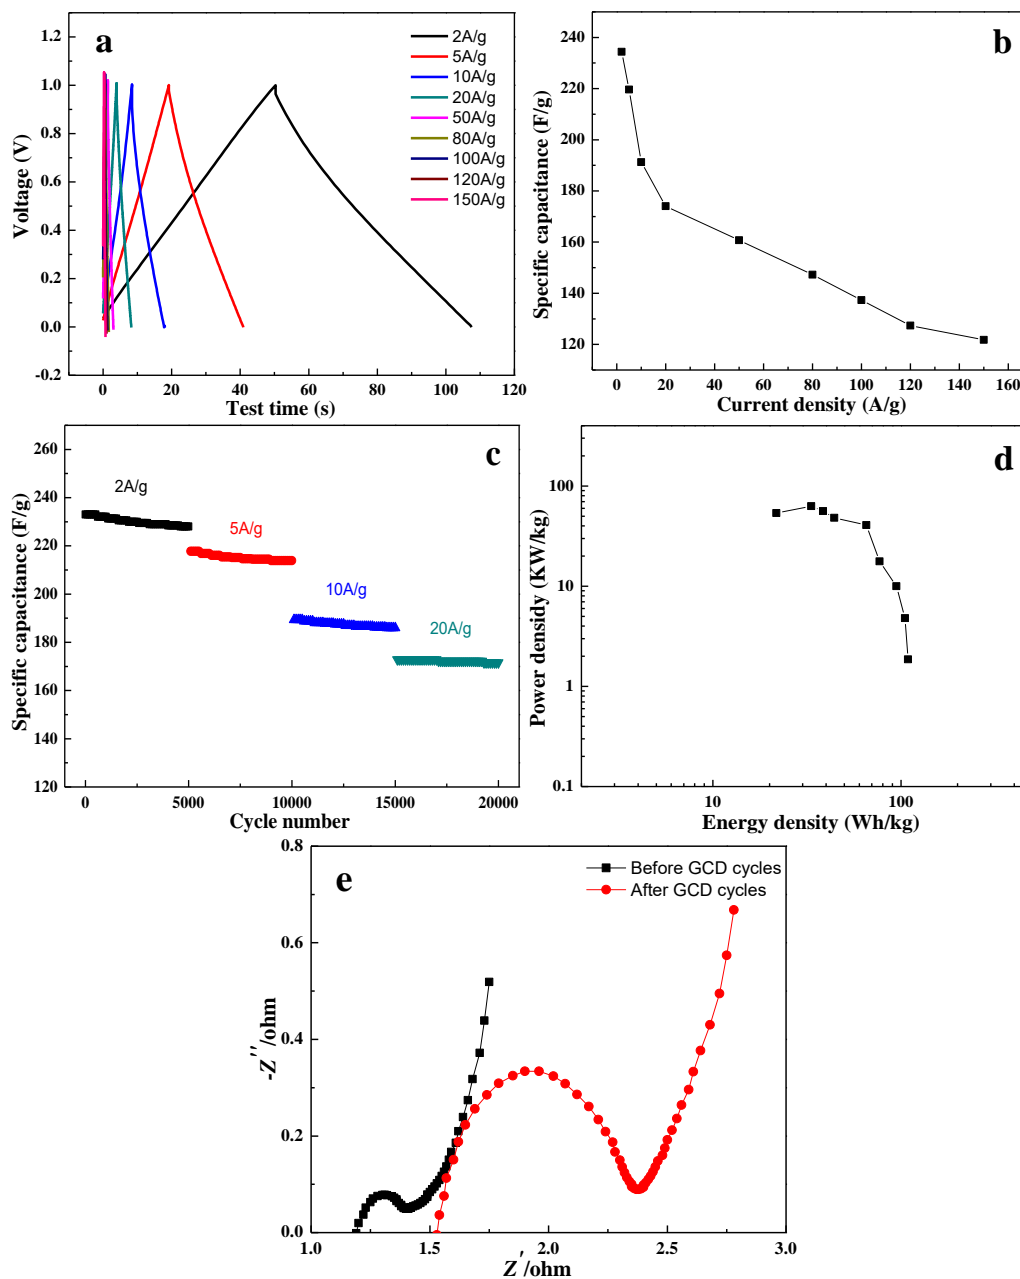 a
1.2
1.0
0.8
0.6
0.4
0.2
0.0
-0.2
Voltage (V)
0 20 40 60 80 100 120
Test time (s)
2A/g
5A/g
10A/g
20A/g
50A/g
80A/g
100A/g
120A/g
150A/g
b
240
220
200
180
160
140
120
Specific capacitance (F/g)
0 20 40 60 80 100 120 140 160
Current density (A/g)
c
260
240
220
200
180
160
140
120
Specific capacitance (F/g)
2A/g
5A/g
10A/g
20A/g
0 5000 10000 15000 20000
Cycle number
d
100
10
1
0.1
Power densidy (KW/kg)
10 100
Energy density (Wh/kg)
e
0.8
0.6
0.4
0.2
0.0
-Z''/ohm
Before GCD cycles
After GCD cycles
1.0 1.5 2.0 2.5 3.0
Z'/ohm